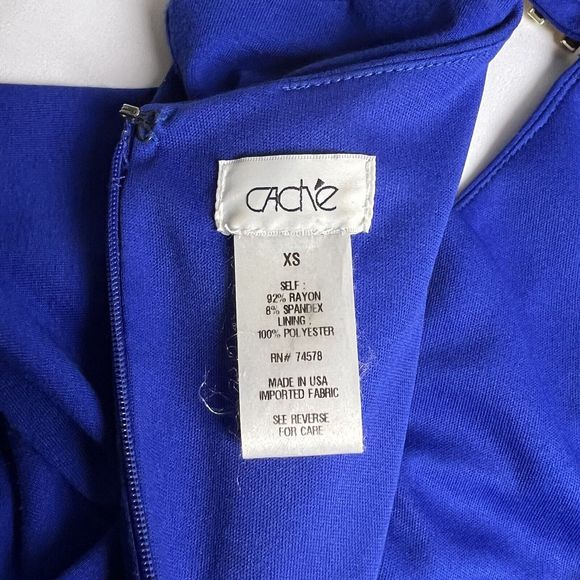 CACHÉ
XS
SELF :
92% RAYON
8% SPANDEX
LINING :
100% POLYESTER
RN# 74578
MADE IN USA
IMPORTED FABRIC
SEE REVERSE
FOR CARE